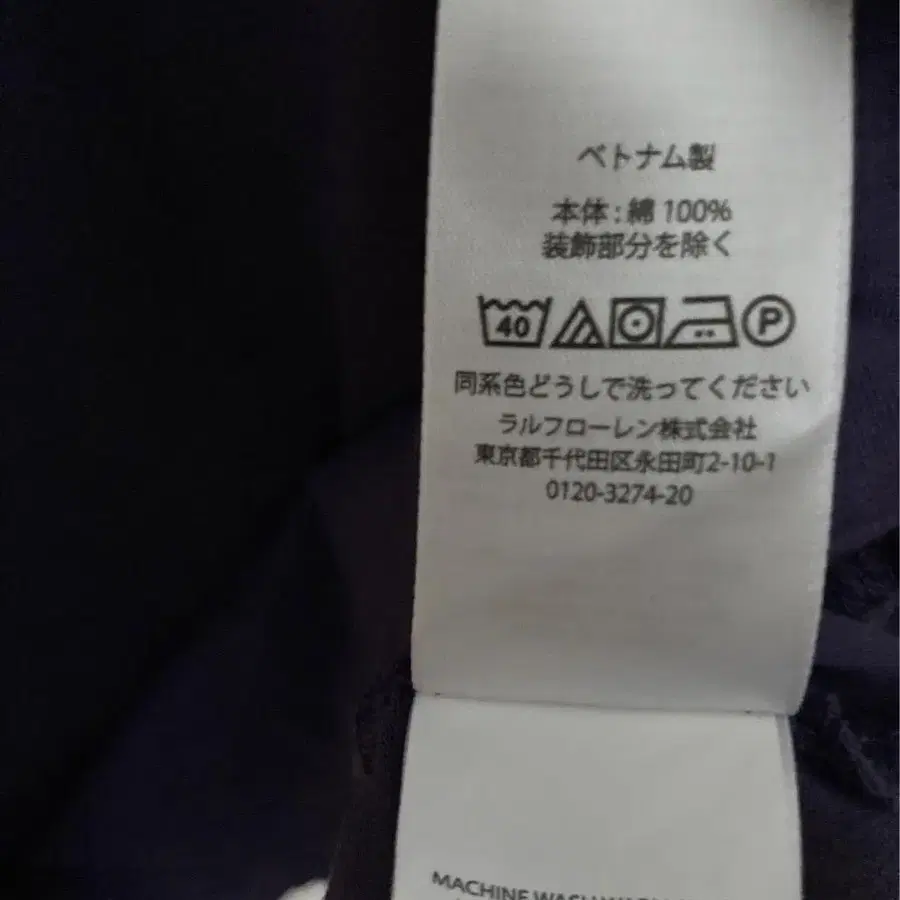 ベトナム製
本体:綿 100%
装飾部分を除く
40 P
同系色どうしで洗ってください
ラルフローレン株式会社
東京都千代田区永田町2-10-1
0120-3274-20
MACHINE WASH